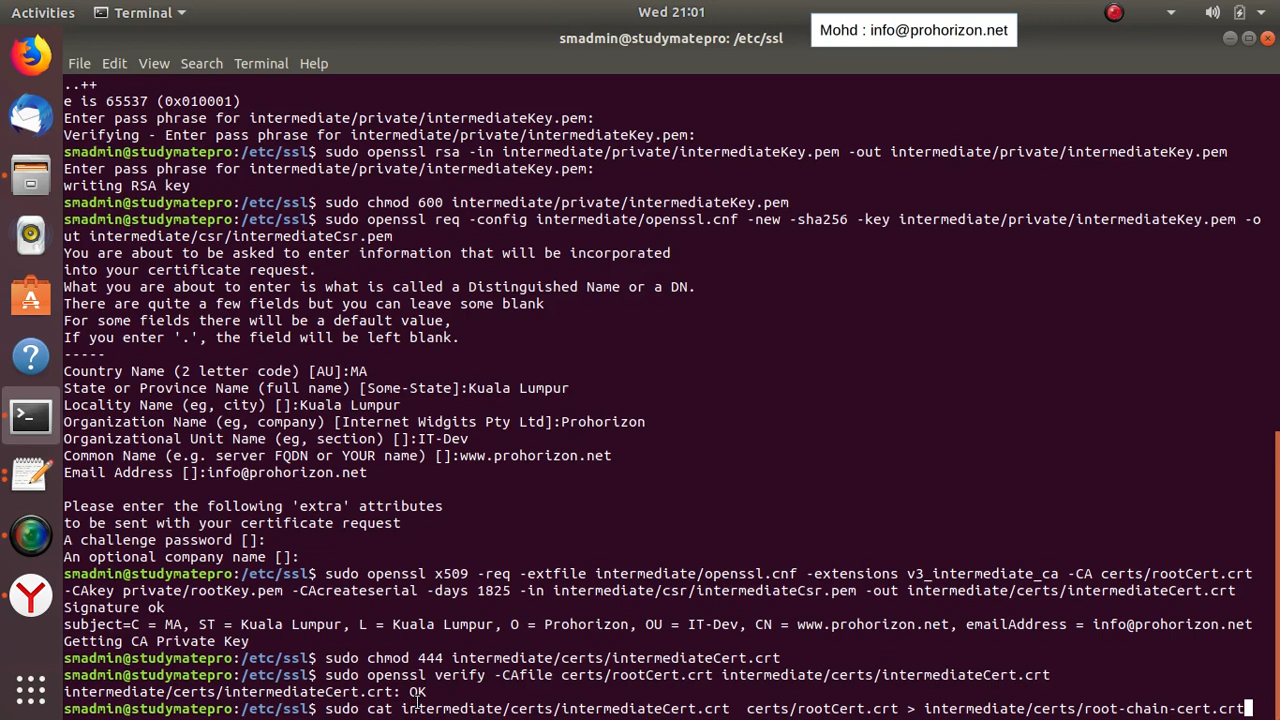 Activities Terminal Wed 21:01
Mohd : info@prohorizon.net
smadmin@studymatepro: /etc/ssl
File Edit View Search Terminal Help
..++
e is 65537 (0x010001)
Enter pass phrase for intermediate/private/intermediateKey.pem:
Verifying - Enter pass phrase for intermediate/private/intermediateKey.pem:
smadmin@studymatepro:/etc/ssl$ sudo openssl rsa -in intermediate/private/intermediateKey.pem -out intermediate/private/intermediateKey.pem
Enter pass phrase for intermediate/private/intermediateKey.pem:
writing RSA key
smadmin@studymatepro:/etc/ssl$ sudo chmod 600 intermediate/private/intermediateKey.pem
smadmin@studymatepro:/etc/ssl$ sudo openssl req -config intermediate/openssl.cnf -new -sha256 -key intermediate/private/intermediateKey.pem -o
ut intermediate/csr/intermediateCsr.pem
You are about to be asked to enter information that will be incorporated
into your certificate request.
What you are about to enter is what is called a Distinguished Name or a DN.
There are quite a few fields but you can leave some blank
For some fields there will be a default value,
If you enter '.', the field will be left blank.
-----
Country Name (2 letter code) [AU]:MA
State or Province Name (full name) [Some-State]:Kuala Lumpur
Locality Name (eg, city) []:Kuala Lumpur
Organization Name (eg, company) [Internet Widgits Pty Ltd]:Prohorizon
Organizational Unit Name (eg, section) []:IT-Dev
Common Name (e.g. server FQDN or YOUR name) []:www.prohorizon.net
Email Address []:info@prohorizon.net
Please enter the following 'extra' attributes
to be sent with your certificate request
A challenge password []:
An optional company name []:
smadmin@studymatepro:/etc/ssl$ sudo openssl x509 -req -extfile intermediate/openssl.cnf -extensions v3_intermediate_ca -CA certs/rootCert.crt
-CAkey private/rootKey.pem -CAcreateserial -days 1825 -in intermediate/csr/intermediateCsr.pem -out intermediate/certs/intermediateCert.crt
Signature ok
subject=C = MA, ST = Kuala Lumpur, L = Kuala Lumpur, O = Prohorizon, OU = IT-Dev, CN = www.prohorizon.net, emailAddress = info@prohorizon.net
Getting CA Private Key
smadmin@studymatepro:/etc/ssl$ sudo chmod 444 intermediate/certs/intermediateCert.crt
smadmin@studymatepro:/etc/ssl$ sudo openssl verify -CAfile certs/rootCert.crt intermediate/certs/intermediateCert.crt
intermediate/certs/intermediateCert.crt: OK
smadmin@studymatepro:/etc/ssl$ sudo cat intermediate/certs/intermediateCert.crt  certs/rootCert.crt > intermediate/certs/root-chain-cert.crt